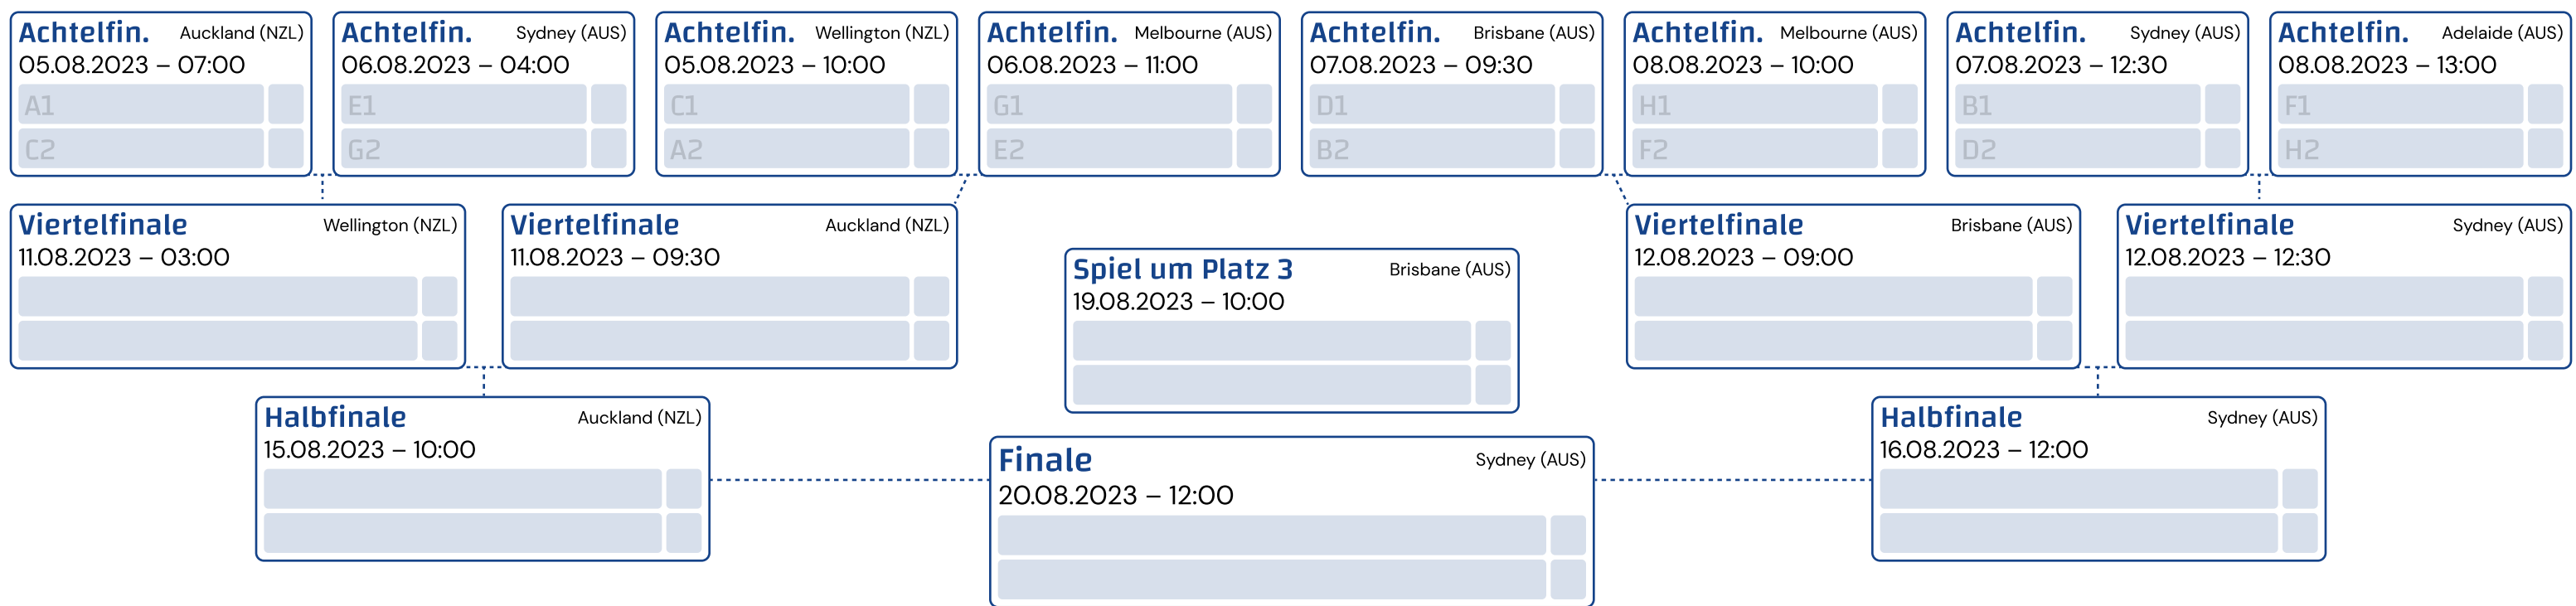 Achtelfin. Auckland (NZL)
05.08.2023 – 07:00
A1
C2
Achtelfin. Sydney (AUS)
06.08.2023 – 04:00
E1
G2
Achtelfin. Wellington (NZL)
05.08.2023 – 10:00
C1
A2
Achtelfin. Melbourne (AUS)
06.08.2023 – 11:00
G1
E2
Achtelfin. Brisbane (AUS)
07.08.2023 – 09:30
D1
B2
Achtelfin. Melbourne (AUS)
08.08.2023 – 10:00
H1
F2
Achtelfin. Sydney (AUS)
07.08.2023 – 12:30
B1
D2
Achtelfin. Adelaide (AUS)
08.08.2023 – 13:00
F1
H2
Viertelfinale Wellington (NZL)
11.08.2023 – 03:00
Viertelfinale Auckland (NZL)
11.08.2023 – 09:30
Spiel um Platz 3 Brisbane (AUS)
19.08.2023 – 10:00
Viertelfinale Brisbane (AUS)
12.08.2023 – 09:00
Viertelfinale Sydney (AUS)
12.08.2023 – 12:30
Halbfinale Auckland (NZL)
15.08.2023 – 10:00
Finale Sydney (AUS)
20.08.2023 – 12:00
Halbfinale Sydney (AUS)
16.08.2023 – 12:00